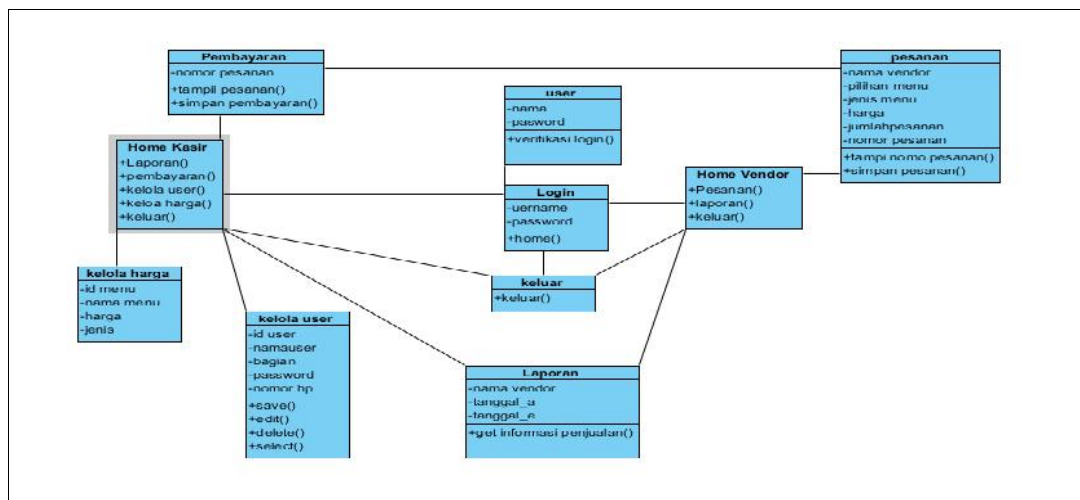 Pembayaran
-nomor pesanan
+tampil pesanan()
+simpan pembayaran()
pesanan
-nama vendor
-pilihan menu
-jenis menu
-harga
-jumlahpesanan
-nomor pesanan
+tampi nomo pesanan()
+simpan pesanan()
user
-nama
-pasword
+verifikasi login()
Home Kasir
+Laporan()
+pembayaran()
+kelola user()
+keloa harga()
+keluar()
Login
-uername
-password
+home()
Home Vendor
+Pesanan()
+laporan()
+keluar()
kelola harga
-id menu
-nama menu
-harga
-jenis
keluar
+keluar()
kelola user
-id user
-namauser
-bagian
-password
-nomor hp
+save()
+edit()
+delete()
+select()
Laporan
-nama vendor
-tanggal_a
-tanggal_e
+get informasi penjualan()